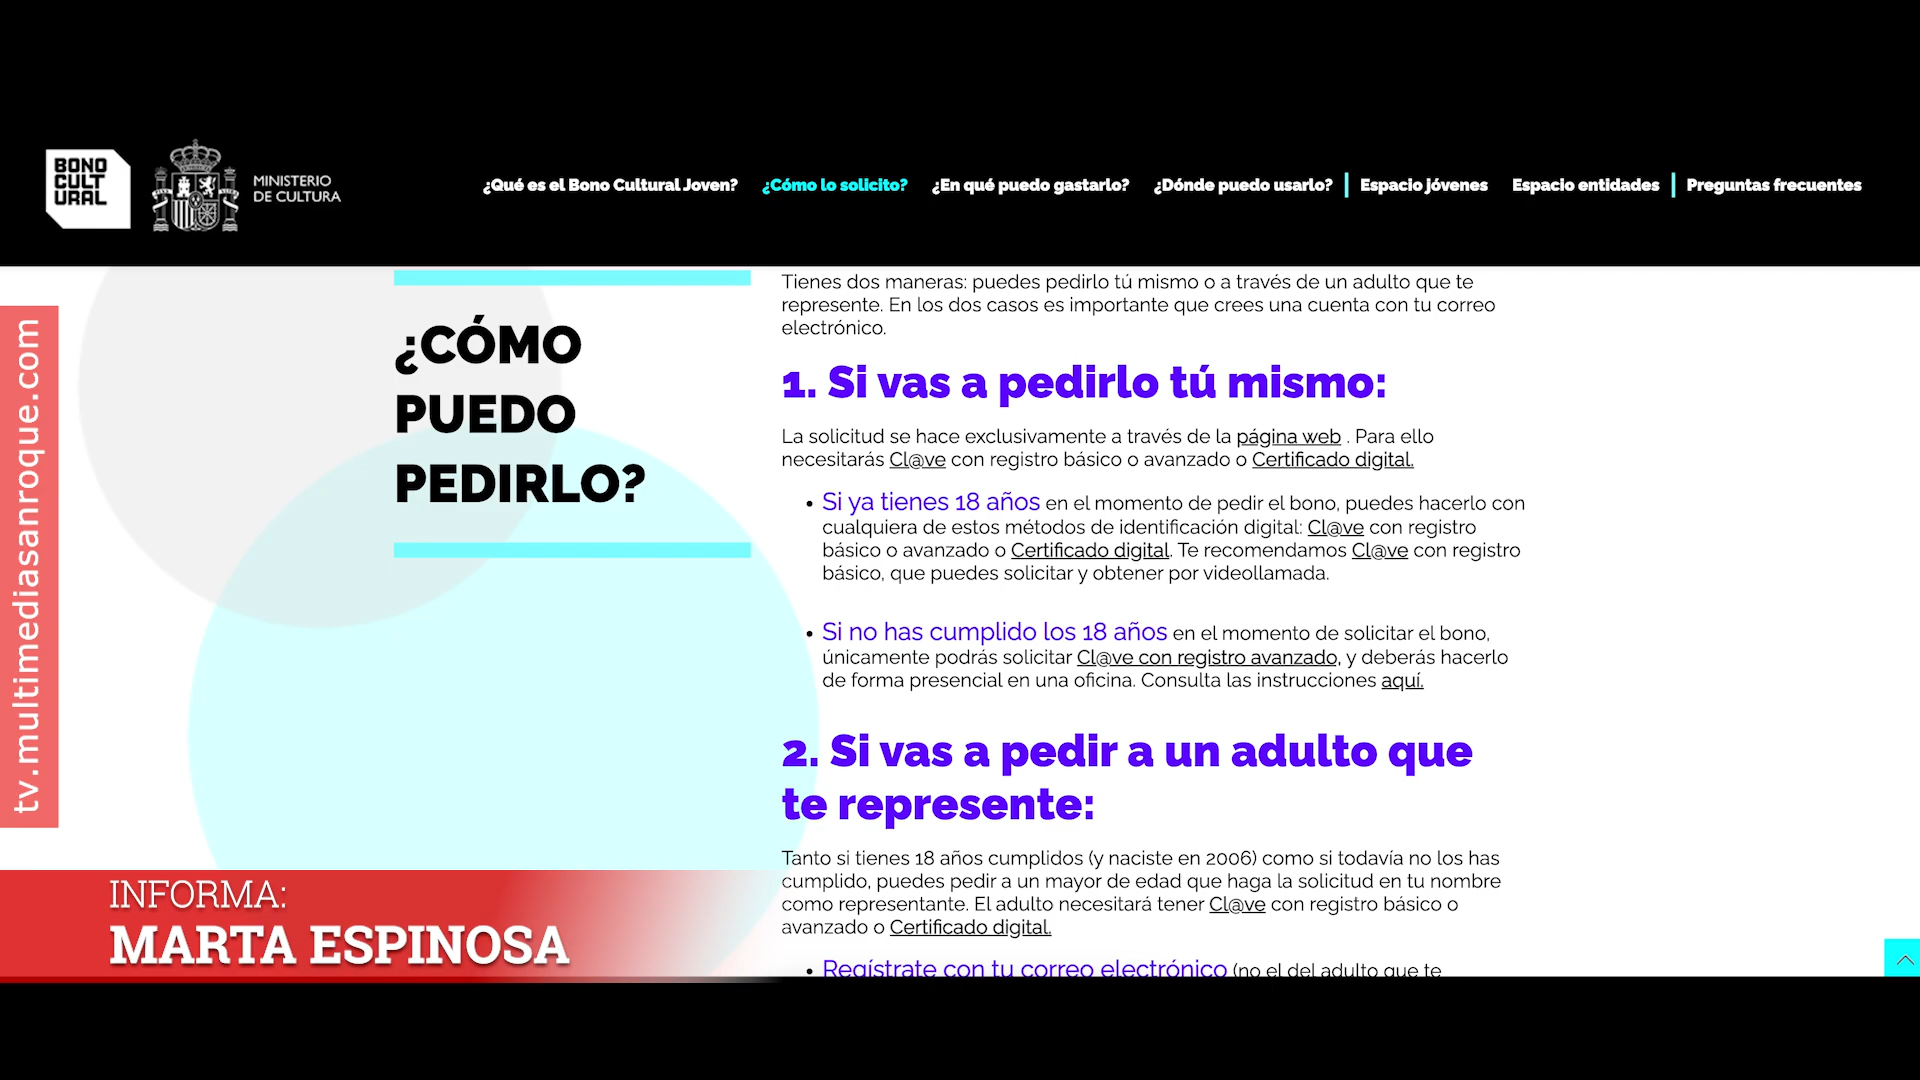 BONO
CULT
URAL
MINISTERIO
DE CULTURA
¿Qué es el Bono Cultural Joven?
¿Cómo lo solicito?
¿En qué puedo gastarlo?
¿Dónde puedo usarlo?
Espacio jóvenes
Espacio entidades
Preguntas frecuentes
tv.multimediasanroque.com
¿CÓMO
PUEDO
PEDIRLO?
Tienes dos maneras: puedes pedirlo tú mismo o a través de un adulto que te
represente. En los dos casos es importante que crees una cuenta con tu correo
electrónico.
1. Si vas a pedirlo tú mismo:
La solicitud se hace exclusivamente a través de la página web . Para ello
necesitarás Cl@ve con registro básico o avanzado o Certificado digital.
• Si ya tienes 18 años en el momento de pedir el bono, puedes hacerlo con
cualquiera de estos métodos de identificación digital: Cl@ve con registro
básico o avanzado o Certificado digital. Te recomendamos Cl@ve con registro
básico, que puedes solicitar y obtener por videollamada.
• Si no has cumplido los 18 años en el momento de solicitar el bono,
únicamente podrás solicitar Cl@ve con registro avanzado, y deberás hacerlo
de forma presencial en una oficina. Consulta las instrucciones aquí.
2. Si vas a pedir a un adulto que
te represente:
Tanto si tienes 18 años cumplidos (y naciste en 2006) como si todavía no los has
cumplido, puedes pedir a un mayor de edad que haga la solicitud en tu nombre
como representante. El adulto necesitará tener Cl@ve con registro básico o
avanzado o Certificado digital.
• Regístrate con tu correo electrónico (no el del adulto que te
INFORMA:
MARTA ESPINOSA